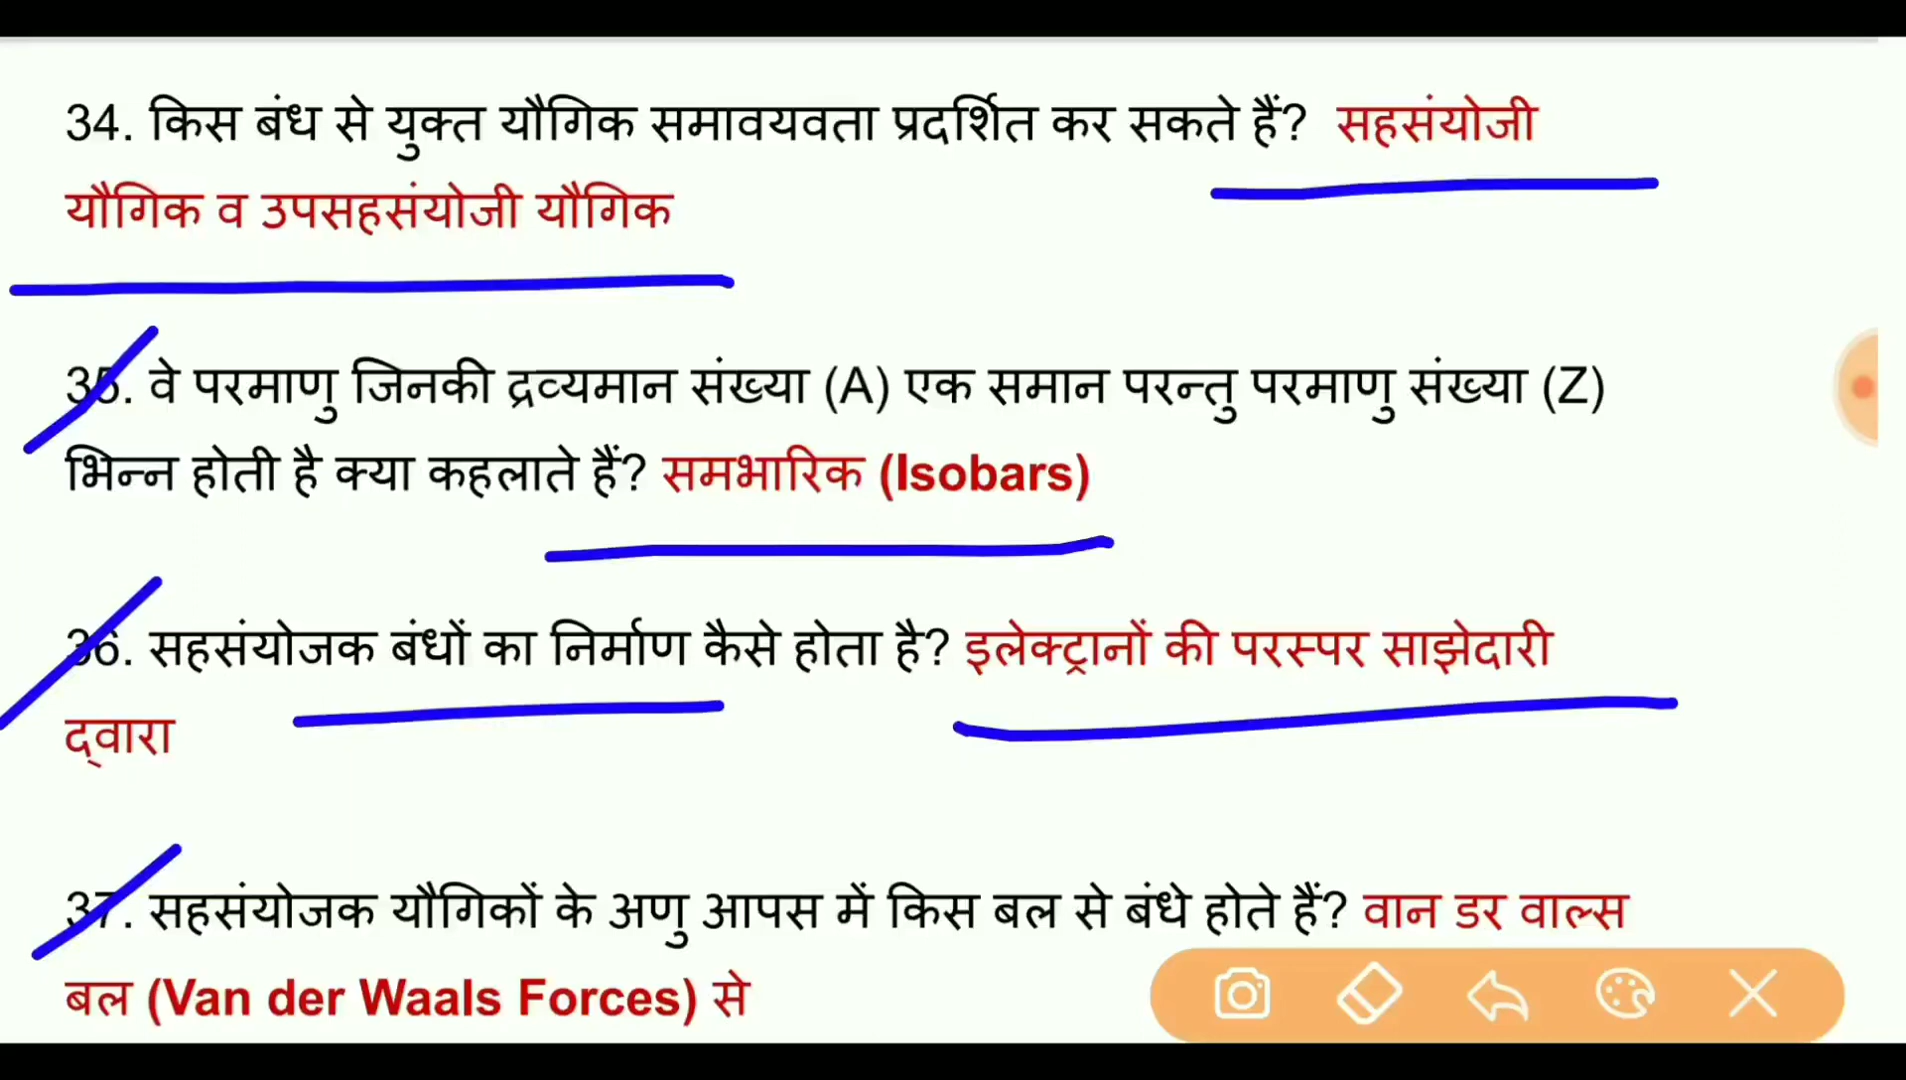 34. किस बंध से युक्त यौगिक समावयवता प्रदर्शित कर सकते हैं? सहसंयोजी
यौगिक व उपसहसंयोजी यौगिक
35. वे परमाणु जिनकी द्रव्यमान संख्या (A) एक समान परन्तु परमाणु संख्या (Z)
भिन्न होती है क्या कहलाते हैं? समभारिक (Isobars)
36. सहसंयोजक बंधों का निर्माण कैसे होता है? इलेक्ट्रानों की परस्पर साझेदारी
द्वारा
37. सहसंयोजक यौगिकों के अणु आपस में किस बल से बंधे होते हैं? वान डर वाल्स
बल (Van der Waals Forces) से